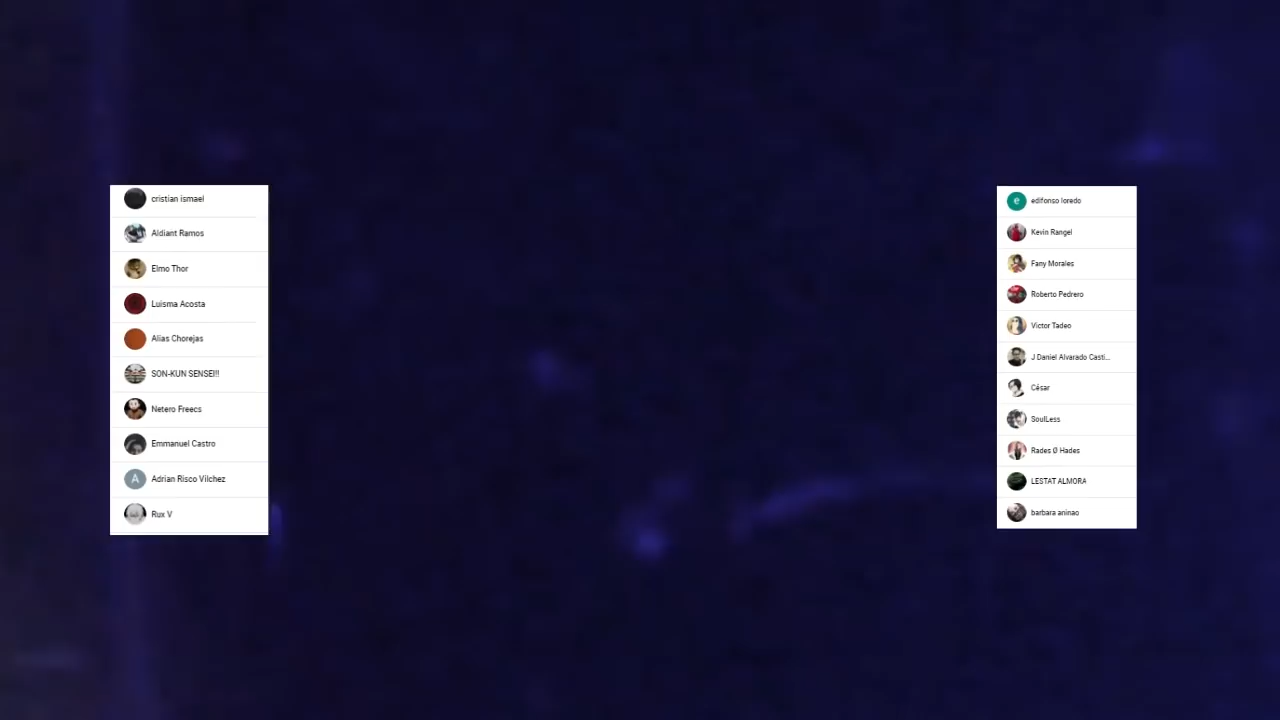 cristian ismael
Aldiant Ramos
Elmo Thor
Luisma Acosta
Alias Chorejas
SON-KUN SENSEI!!
Netero Freecs
Emmanuel Castro
A Adrian Risco Vilchez
Rux V
e edifonso loredo
Kevin Rangel
Fany Morales
Roberto Pedrero
Victor Tadeo
J Daniel Alvarado Casti...
César
SoulLess
Rades Ø Hades
LESTAT ALMORA
barbara aninao